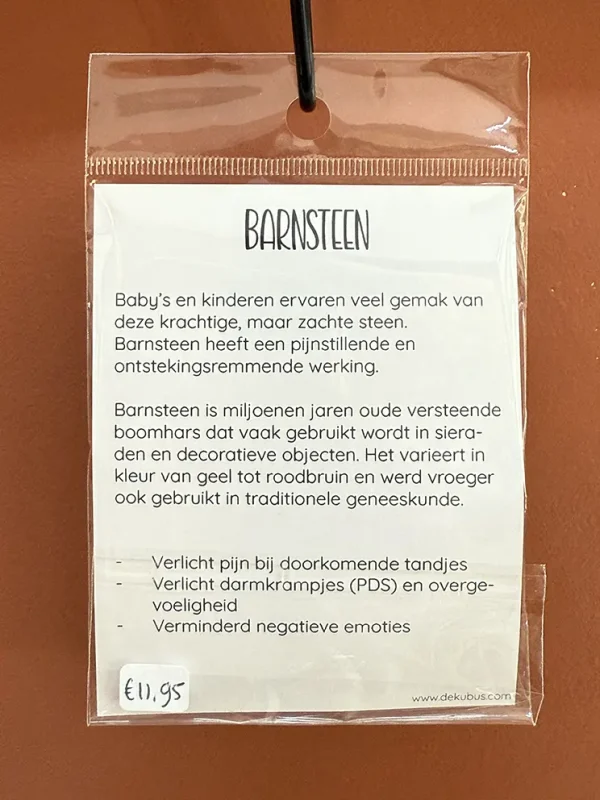 BARNSTEEN
Baby's en kinderen ervaren veel gemak van
deze krachtige, maar zachte steen.
Barnsteen heeft een pijnstillende en
ontstekingsremmende werking.
Barnsteen is miljoenen jaren oude versteende
boomhars dat vaak gebruikt wordt in siera-
den en decoratieve objecten. Het varieert in
kleur van geel tot roodbruin en werd vroeger
ook gebruikt in traditionele geneeskunde.
- Verlicht pijn bij doorkomende tandjes
- Verlicht darmkrampjes (PDS) en overge-
voeligheid
- Verminderd negatieve emoties
€11,95
www.dekubus.com